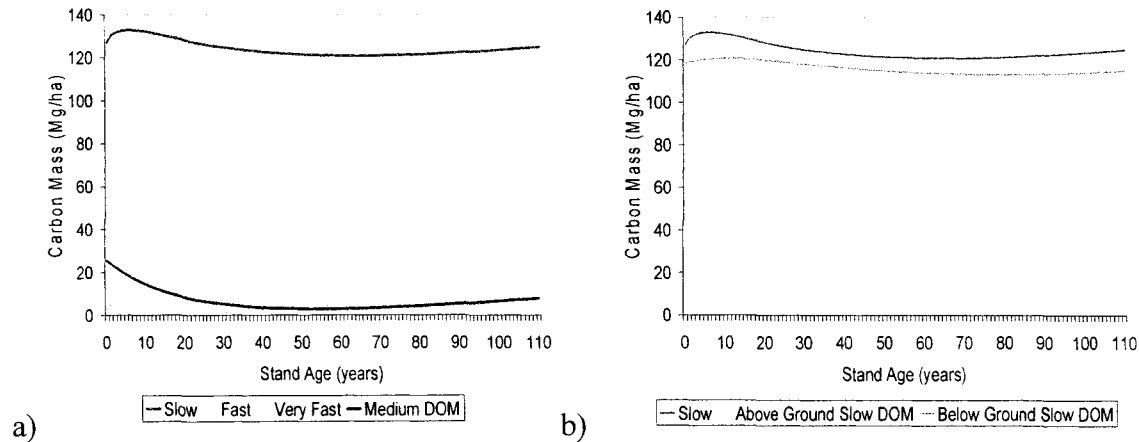 140
120
100
80
60
40
20
0
Carbon Mass (Mg/ha)
0 10 20 30 40 50 60 70 80 90 100 110
Stand Age (years)
Slow Fast Very Fast Medium DOM
a)
140
120
100
80
60
40
20
0
Carbon Mass (Mg/ha)
0 10 20 30 40 50 60 70 80 90 100 110
Stand Age (years)
Slow Above Ground Slow DOM Below Ground Slow DOM
b)